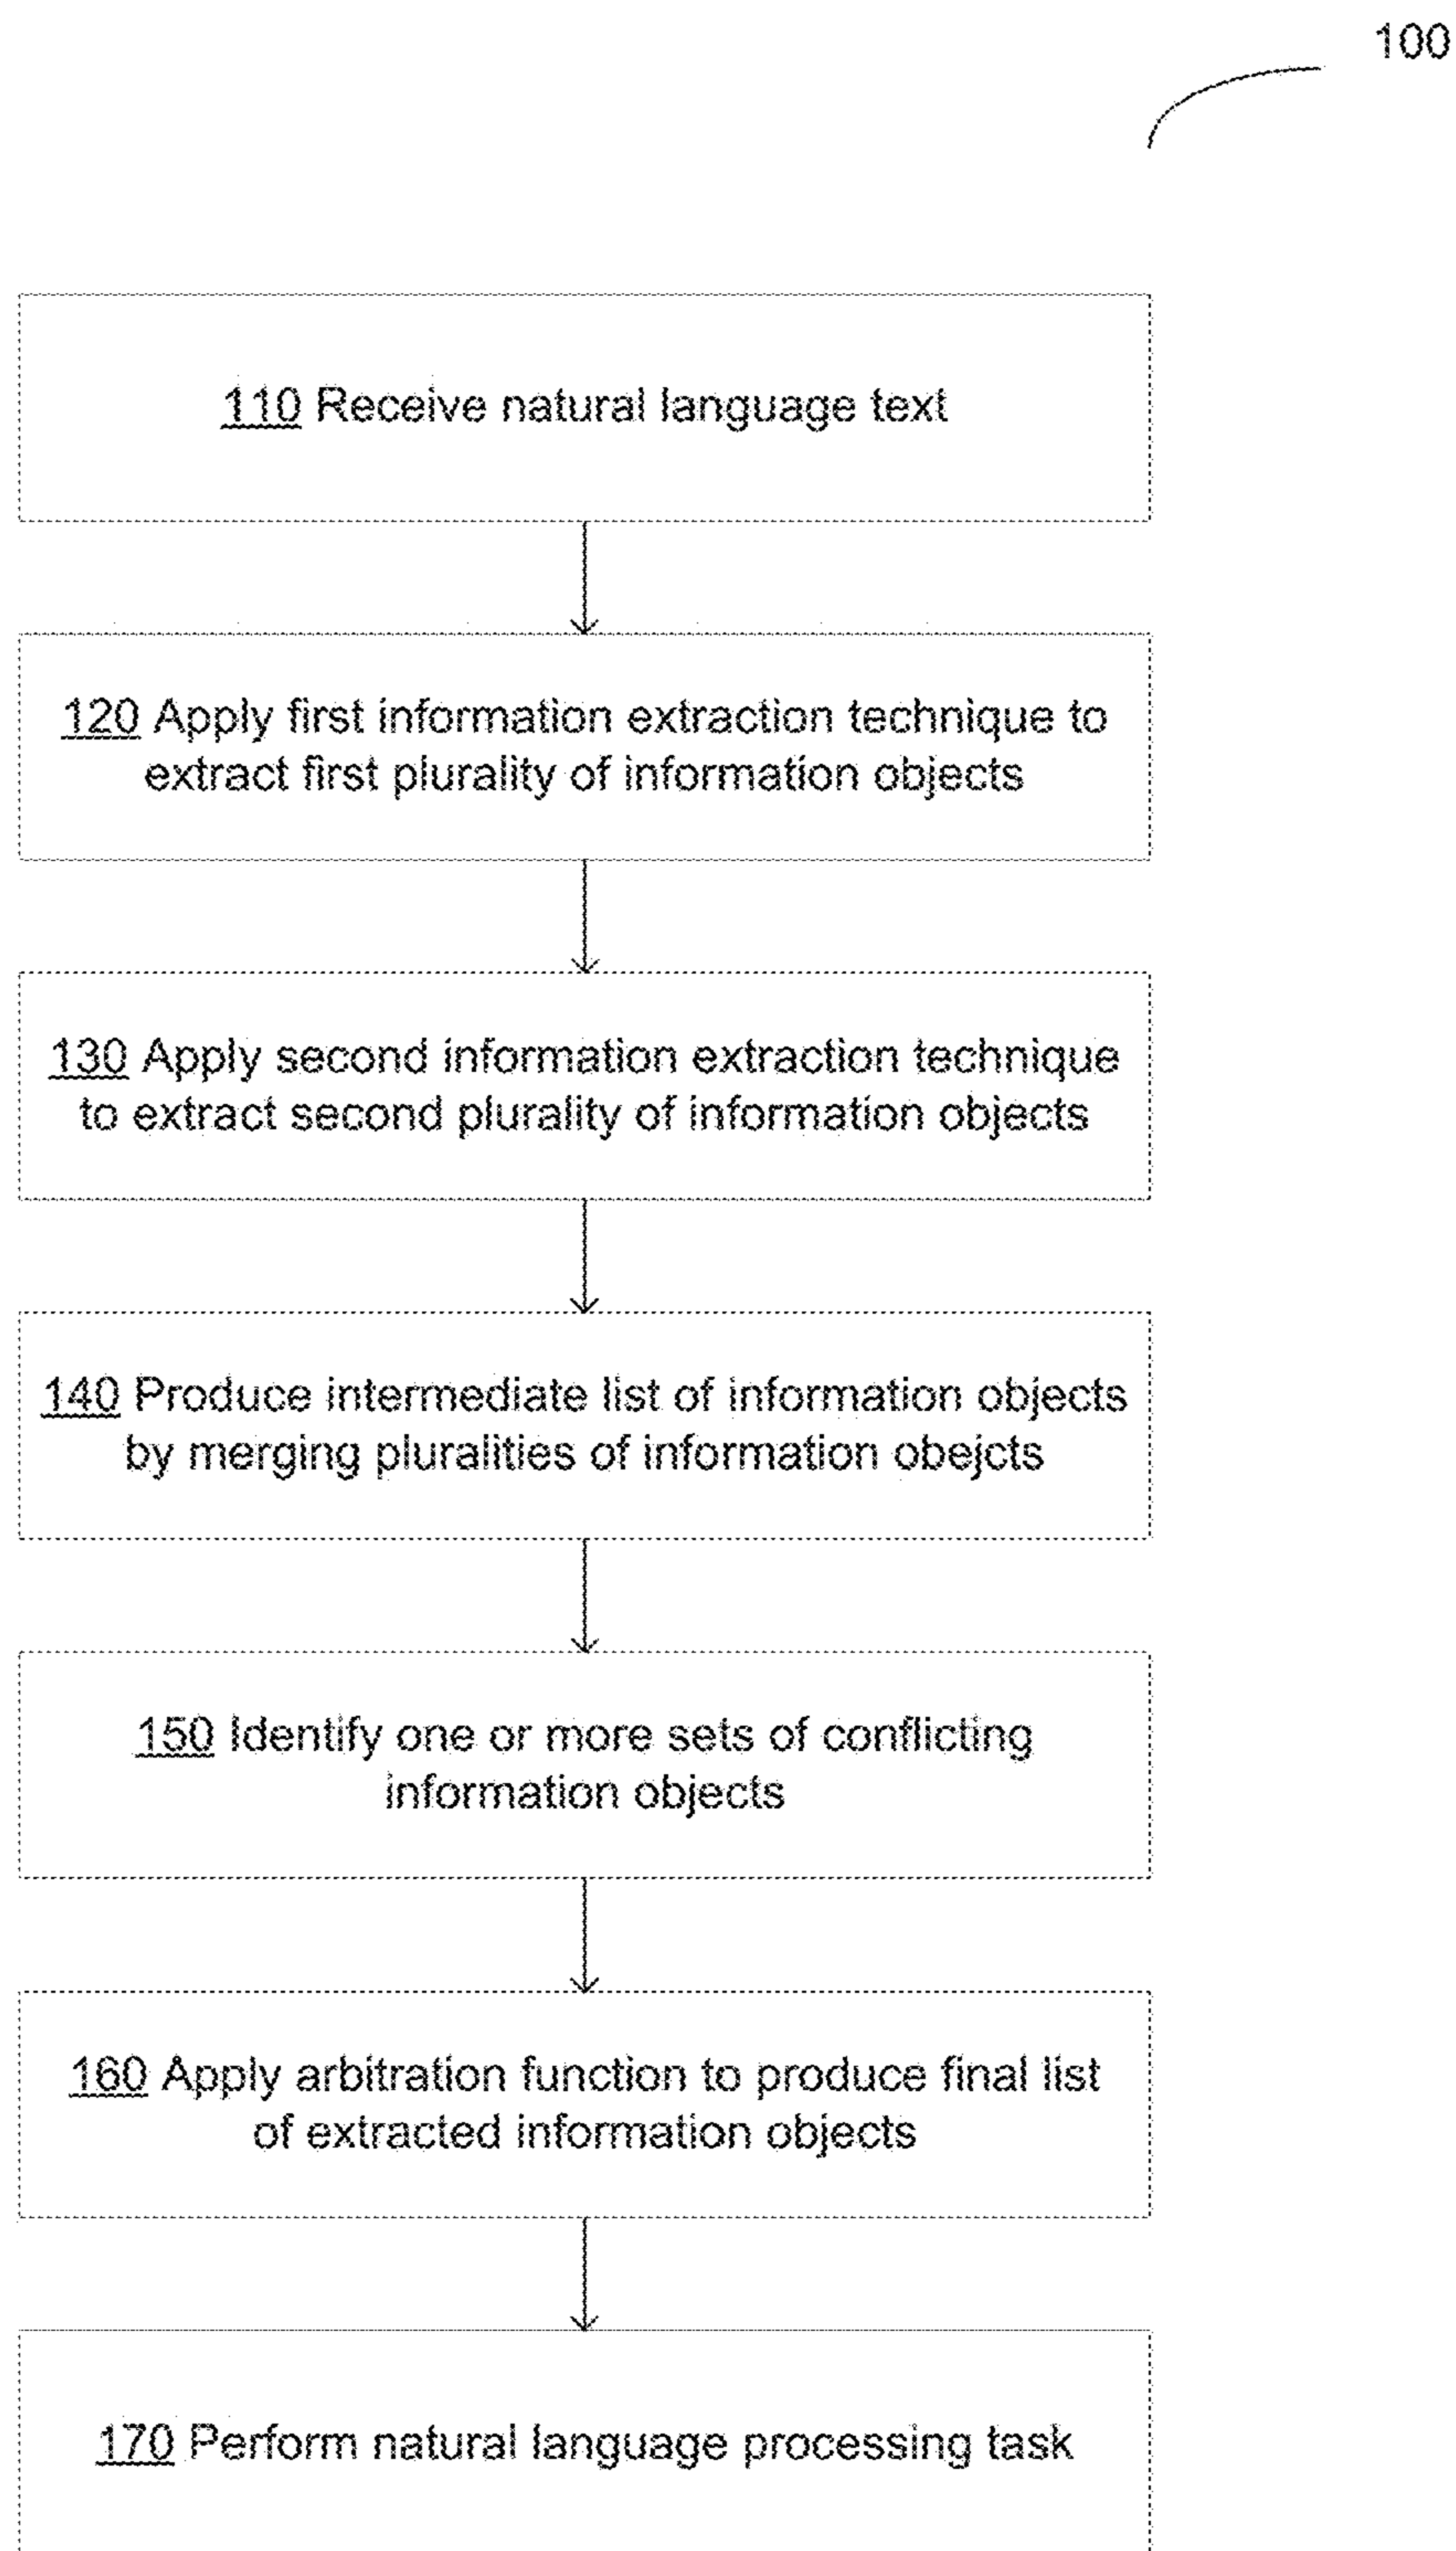 100
110 Receive natural language text
120 Apply first information extraction technique to
extract first plurality of information objects
130 Apply second information extraction technique
to extract second plurality of information objects
140 Produce intermediate list of information objects
by merging pluralities of information obejcts
150 Identify one or more sets of conflicting
information objects
160 Apply arbitration function to produce final list
of extracted information objects
170 Perform natural language processing task